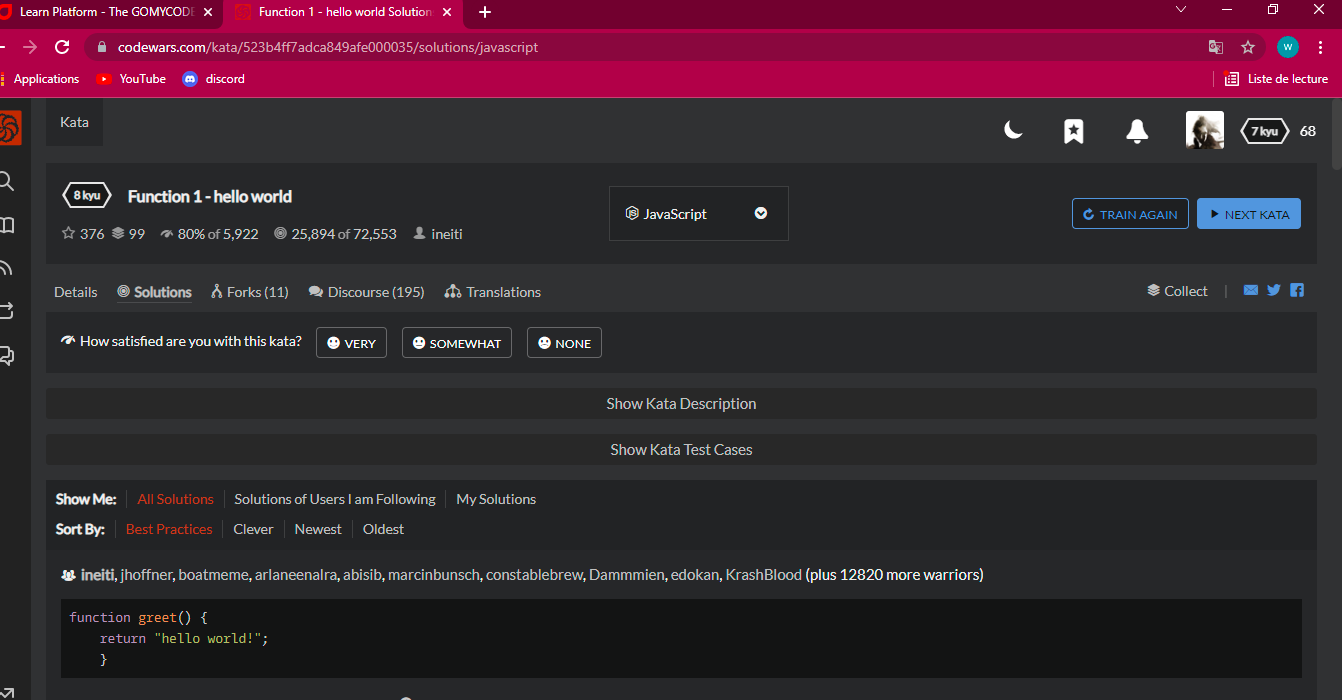 Learn Platform - The GOMYCODE
Function 1 - hello world Solution
codewars.com/kata/523b4ff7adca849afe000035/solutions/javascript
W
Applications YouTube discord Liste de lecture
Kata
7 kyu 68
8 kyu Function 1 - hello world
JavaScript
TRAIN AGAIN NEXT KATA
376 99 80% of 5,922 25,894 of 72,553 ineiti
Details Solutions Forks (11) Discourse (195) Translations Collect |
How satisfied are you with this kata? VERY SOMEWHAT NONE
Show Kata Description
Show Kata Test Cases
Show Me: All Solutions Solutions of Users I am Following My Solutions
Sort By: Best Practices Clever Newest Oldest
ineiti, jhoffner, boatmeme, arlaneenalra, abisib, marcinbunsch, constablebrew, Dammmien, edokan, KrashBlood (plus 12820 more warriors)
function greet() {
return "hello world!";
}